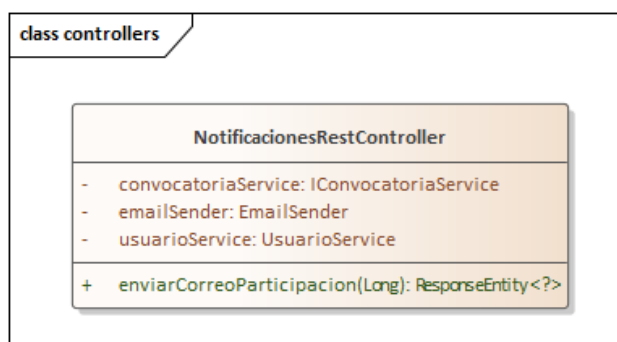 class controllers
NotificacionesRestController
- convocatoriaService: IConvocatoriaService
- emailSender: EmailSender
- usuarioService: UsuarioService
+ enviarCorreoParticipacion(Long): ResponseEntity<?>